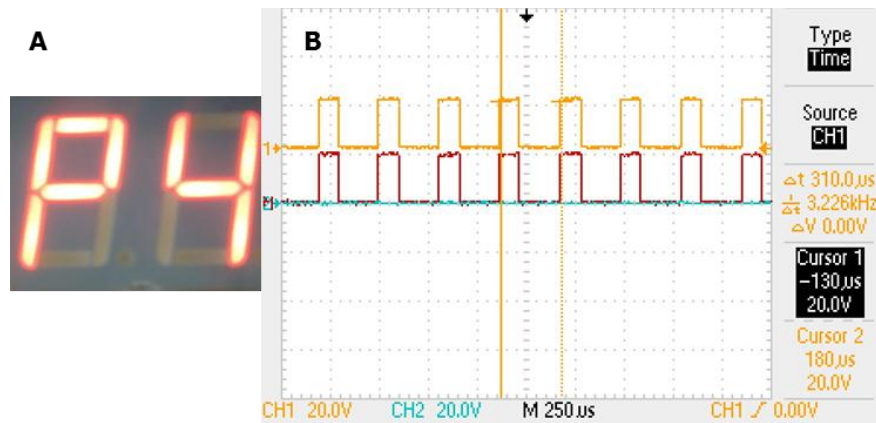 A
P4
B
Type
Time
Source
CH1
Δt 310.0µs
1/Δt 3.226kHz
ΔV 0.00V
Cursor 1
-130µs
20.0V
Cursor 2
180µs
20.0V
1
M
CH1 20.0V CH2 20.0V M 250µs CH1 0.00V